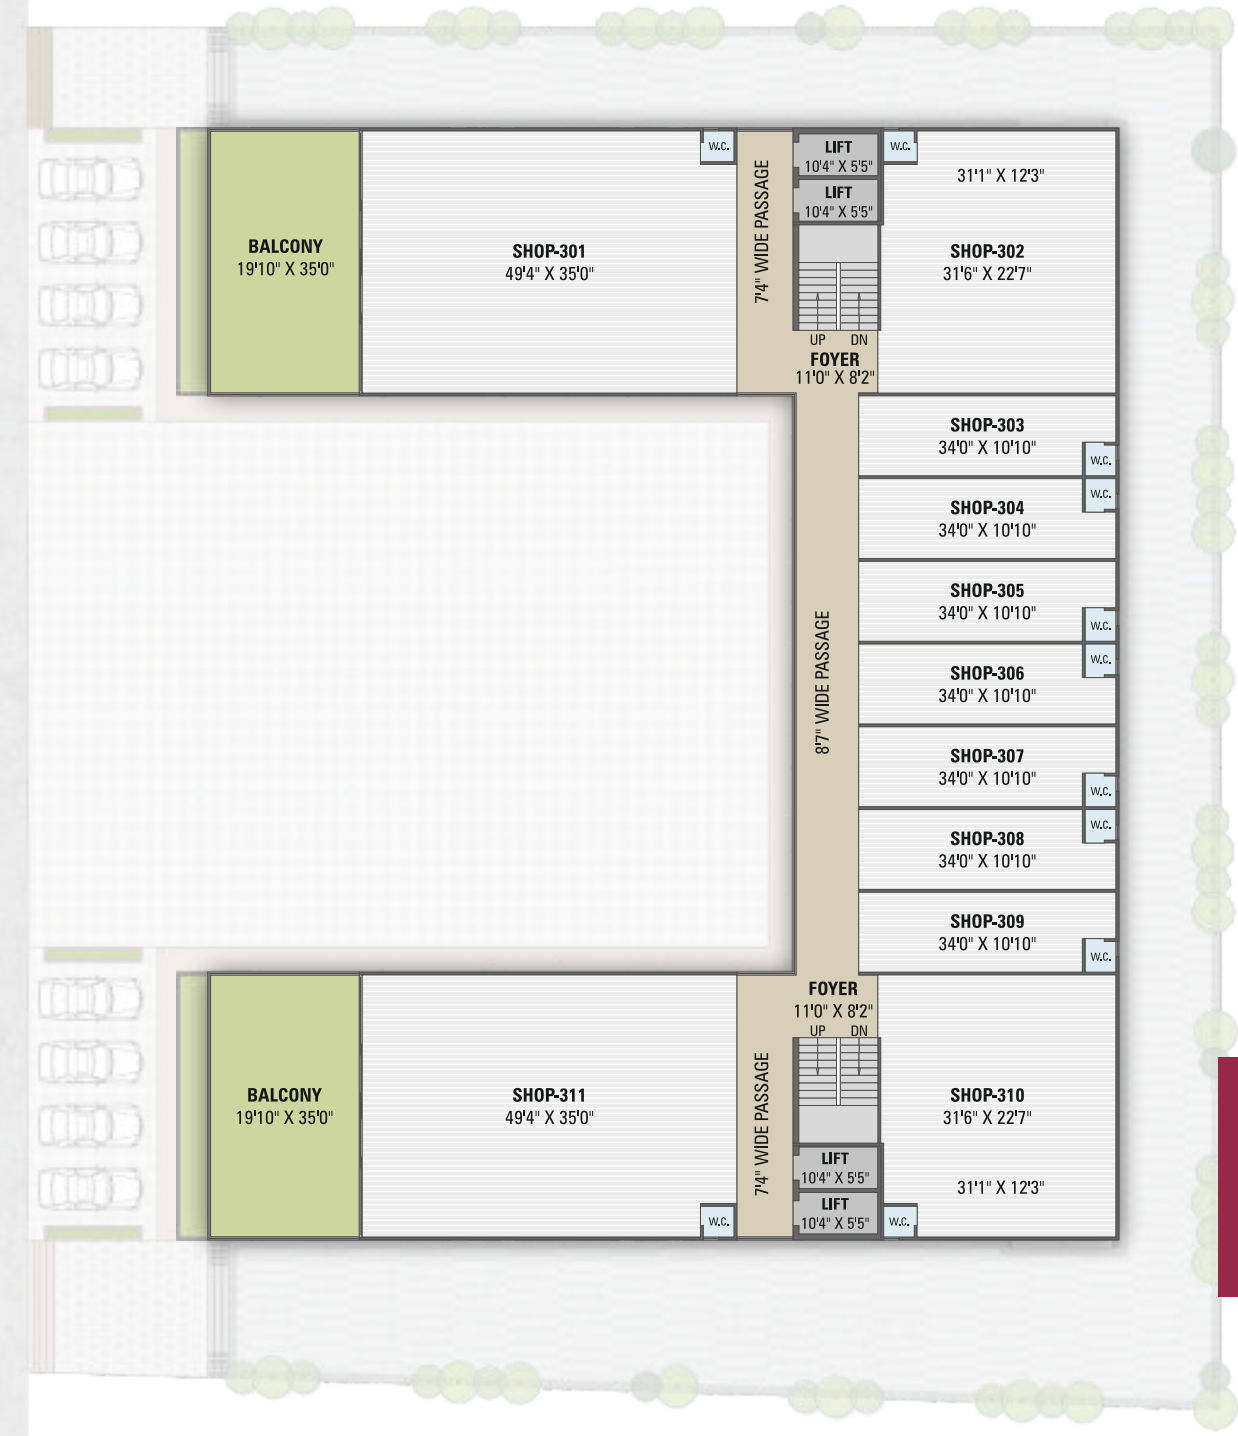 W.C.
LIFT
10'4" X 5'5"
W.C.
31'1" X 12'3"
LIFT
10'4" X 5'5"
7'4" WIDE PASSAGE
BALCONY
19'10" X 35'0"
SHOP-301
49'4" X 35'0"
SHOP-302
31'6" X 22'7"
UP DN
FOYER
11'0" X 8'2"
SHOP-303
34'0" X 10'10"
W.C.
W.C.
SHOP-304
34'0" X 10'10"
SHOP-305
34'0" X 10'10"
W.C.
W.C.
SHOP-306
34'0" X 10'10"
8'7" WIDE PASSAGE
SHOP-307
34'0" X 10'10"
W.C.
W.C.
SHOP-308
34'0" X 10'10"
SHOP-309
34'0" X 10'10"
W.C.
FOYER
11'0" X 8'2"
UP DN
7'4" WIDE PASSAGE
BALCONY
19'10" X 35'0"
SHOP-311
49'4" X 35'0"
SHOP-310
31'6" X 22'7"
LIFT
10'4" X 5'5"
31'1" X 12'3"
LIFT
10'4" X 5'5"
W.C.
W.C.